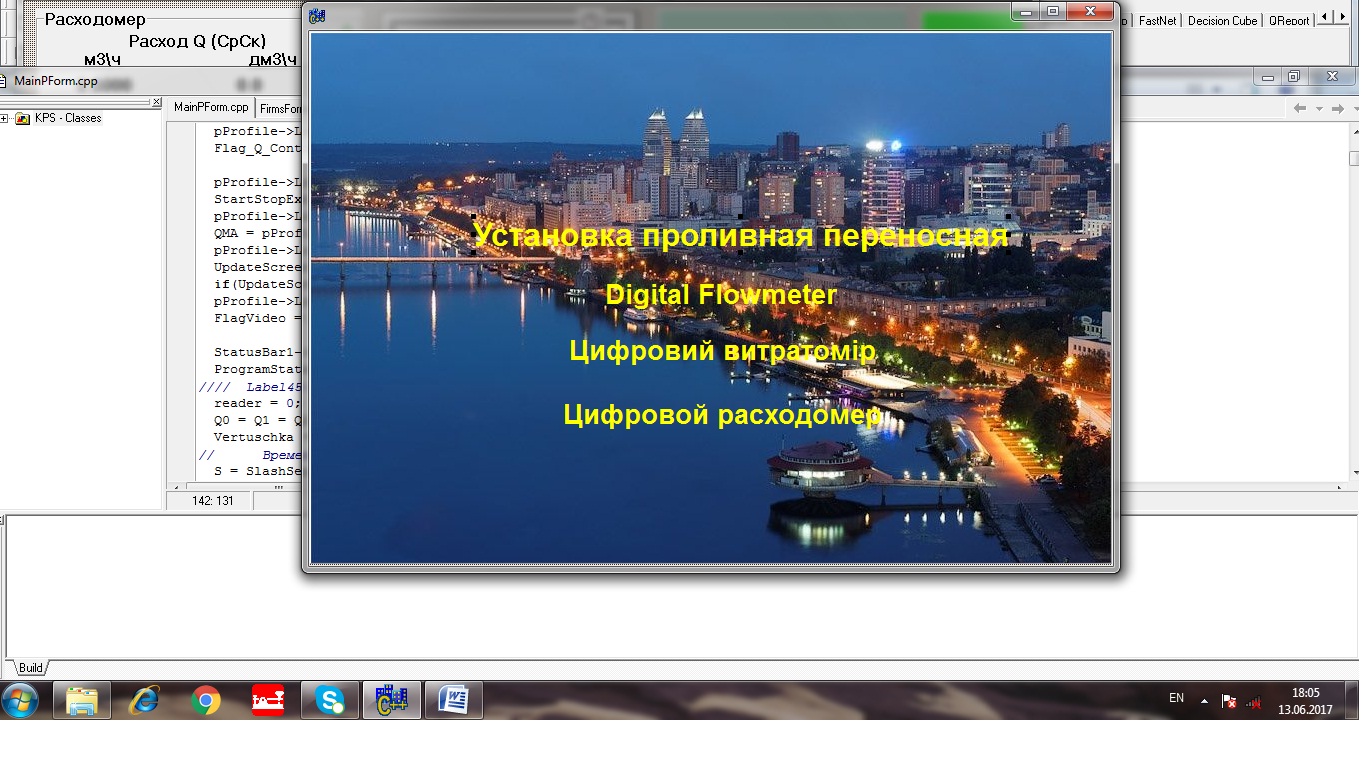 Расходомер
Расход Q (СрСк)
м3\ч
дм3\ч
FastNet
Decision Cube
QReport
MainPForm.cpp
MainPForm.cpp
KPS - Classes
pProfile->L
Flag_Q_Cont
pProfile->L
StartStopEx
pProfile->L
QMA = pProf
pProfile->L
UpdateScree
if(UpdateSc
pProfile->L
FlagVideo =
StatusBar1-
ProgramStat
//// Label45
reader = 0;
Q0 = Q1 = Q
Vertuschka
// Време
S = SlashSe
142: 131
Установка проливная переносная
Digital Flowmeter
Цифровий витратомір
Цифровой расходомер
Build
EN
18:05
13.06.2017